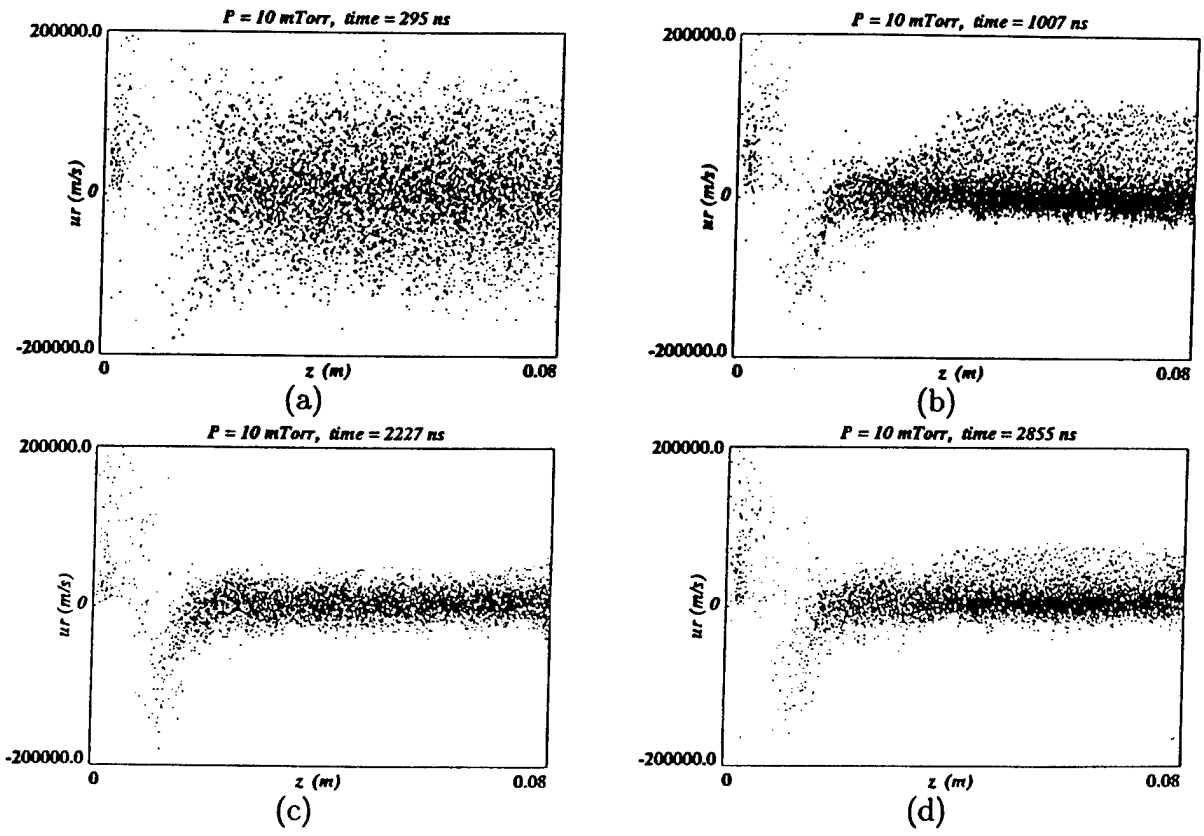 P = 10 mTorr, time = 295 ns
200000.0
ur (m/s)
0
-200000.0
0
z (m)
0.08
(a)
P = 10 mTorr, time = 1007 ns
200000.0
ur (m/s)
0
-200000.0
0
z (m)
0.08
(b)
P = 10 mTorr, time = 2227 ns
200000.0
ur (m/s)
0
-200000.0
0
z (m)
0.08
(c)
P = 10 mTorr, time = 2855 ns
200000.0
ur (m/s)
0
-200000.0
0
z (m)
0.08
(d)